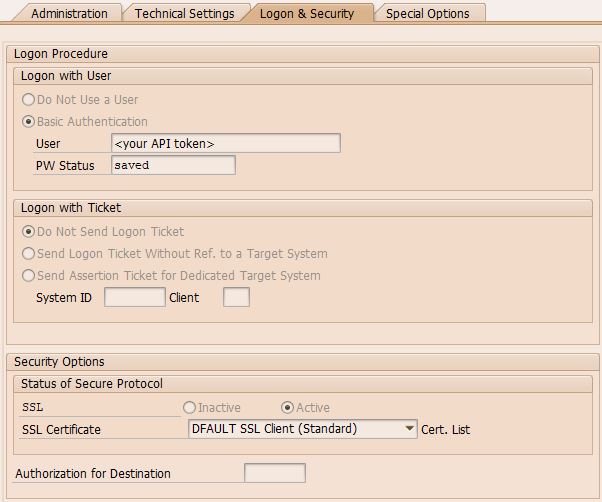 Administration Technical Settings Logon & Security Special Options
Logon Procedure
Logon with User
Do Not Use a User
Basic Authentication
User <your API token>
PW Status saved
Logon with Ticket
Do Not Send Logon Ticket
Send Logon Ticket Without Ref. to a Target System
Send Assertion Ticket for Dedicated Target System
System ID Client
Security Options
Status of Secure Protocol
SSL Inactive Active
SSL Certificate DFAULT SSL Client (Standard) Cert. List
Authorization for Destination